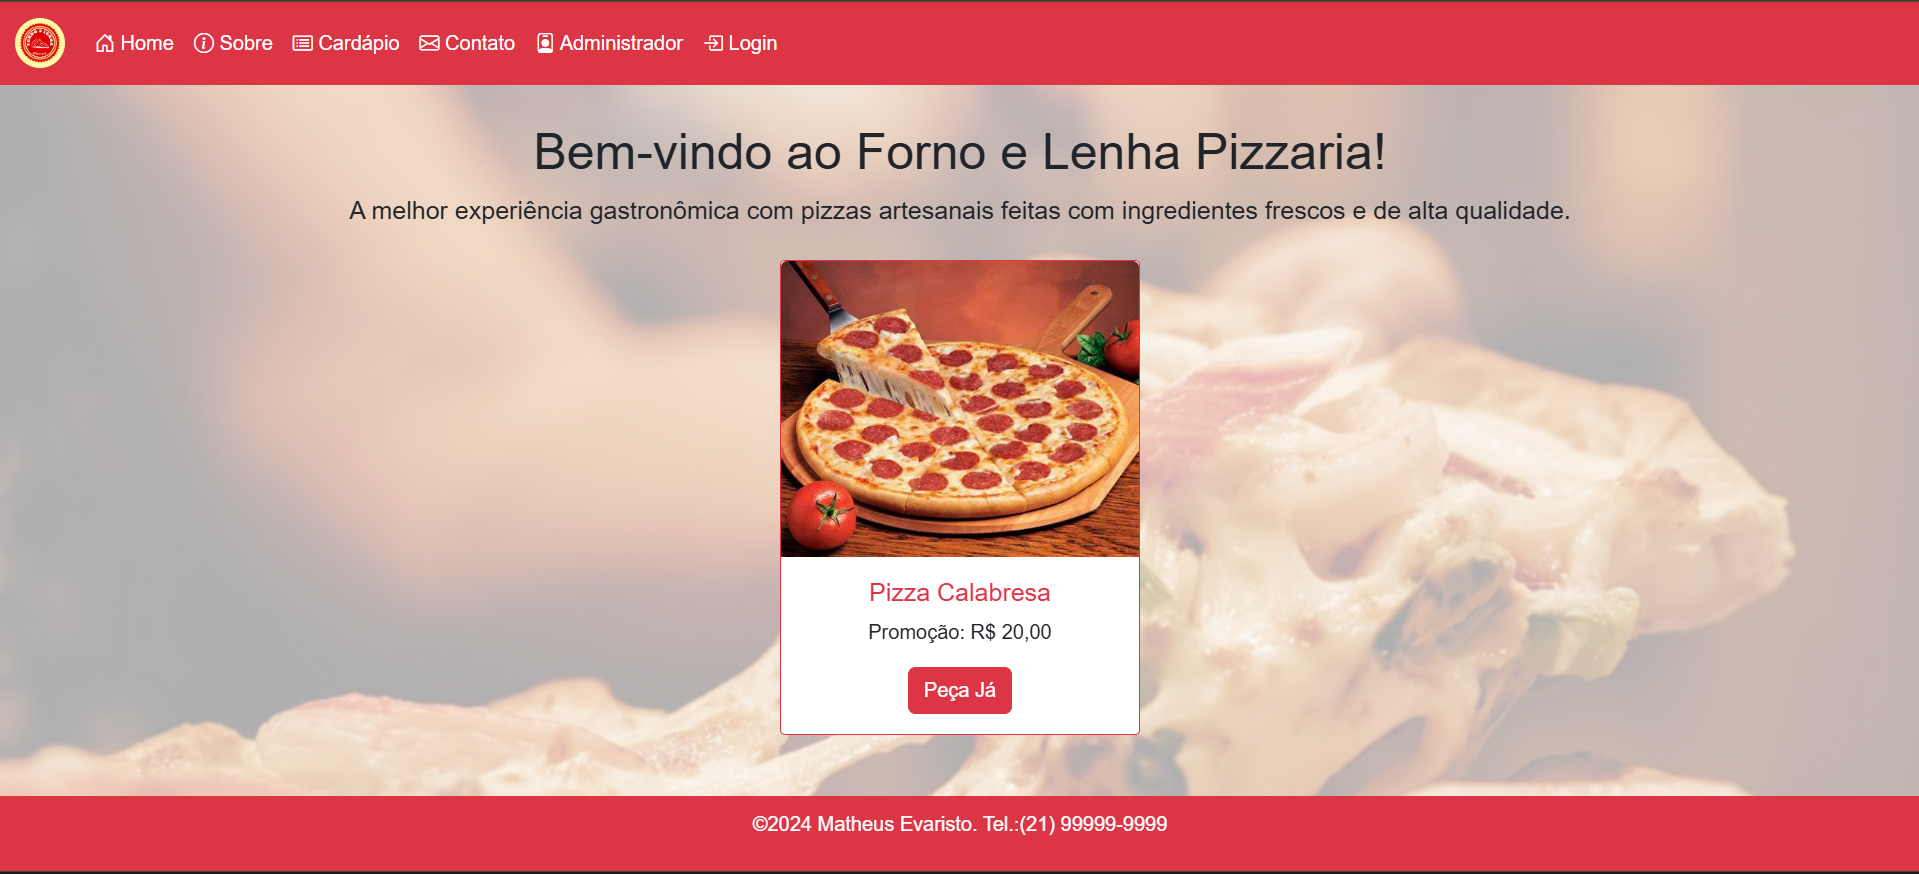 Home Sobre Cardápio Contato Administrador Login
Bem-vindo ao Forno e Lenha Pizzaria!
A melhor experiência gastronômica com pizzas artesanais feitas com ingredientes frescos e de alta qualidade.
Pizza Calabresa
Promoção: R$ 20,00
Peça Já
©2024 Matheus Evaristo. Tel.:(21) 99999-9999